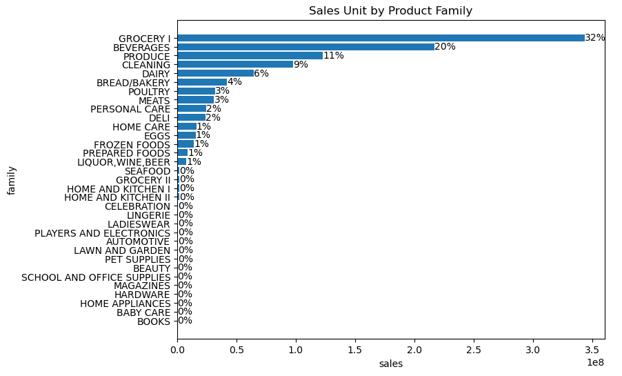 Sales Unit by Product Family
family
GROCERY I 32%
BEVERAGES 20%
PRODUCE 11%
CLEANING 9%
DAIRY 6%
BREAD/BAKERY 4%
POULTRY 3%
MEATS 3%
PERSONAL CARE 2%
DELI 2%
HOME CARE 1%
EGGS 1%
FROZEN FOODS 1%
PREPARED FOODS 1%
LIQUOR,WINE,BEER 1%
SEAFOOD 0%
GROCERY II 0%
HOME AND KITCHEN I 0%
HOME AND KITCHEN II 0%
CELEBRATION 0%
LINGERIE 0%
LADIESWEAR 0%
PLAYERS AND ELECTRONICS 0%
AUTOMOTIVE 0%
LAWN AND GARDEN 0%
PET SUPPLIES 0%
BEAUTY 0%
SCHOOL AND OFFICE SUPPLIES 0%
MAGAZINES 0%
HARDWARE 0%
HOME APPLIANCES 0%
BABY CARE 0%
BOOKS 0%
0.0 0.5 1.0 1.5 2.0 2.5 3.0 3.5
1e8
sales